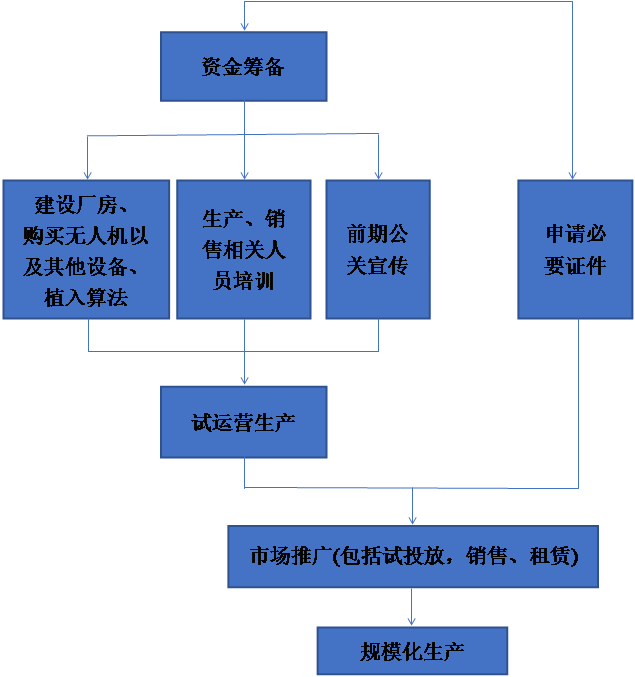 资金筹备
建设厂房、
购买无人机以
及其他设备、
植入算法
生产、销
售相关人
员培训
前期公
关宣传
申请必
要证件
试运营生产
市场推广(包括试投放，销售、租赁)
规模化生产